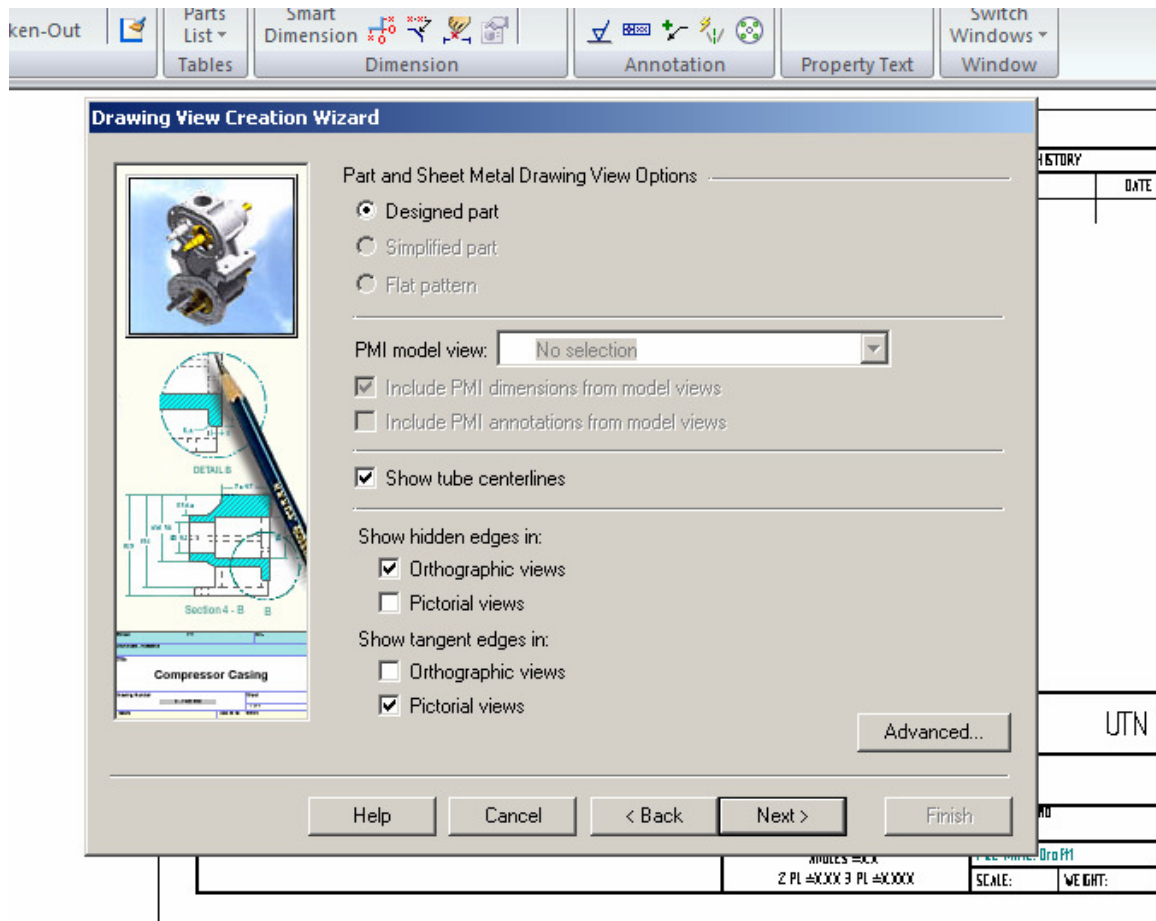 ken-Out
Parts
List
Smart
Dimension
Switch
Windows
Tables
Dimension
Annotation
Property Text
Window
Drawing View Creation Wizard
Part and Sheet Metal Drawing View Options
Designed part
Simplified part
Flat pattern
PMI model view: No selection
Include PMI dimensions from model views
Include PMI annotations from model views
Show tube centerlines
Show hidden edges in:
Orthographic views
Pictorial views
Show tangent edges in:
Orthographic views
Pictorial views
Advanced...
Help
Cancel
< Back
Next >
Finish
DETAIL B
Section 4 - B B
Compressor Casing
DATE
UTN
2 PL ±X.XX 3 PL ±X.XXX
SCALE:
WEIGHT: